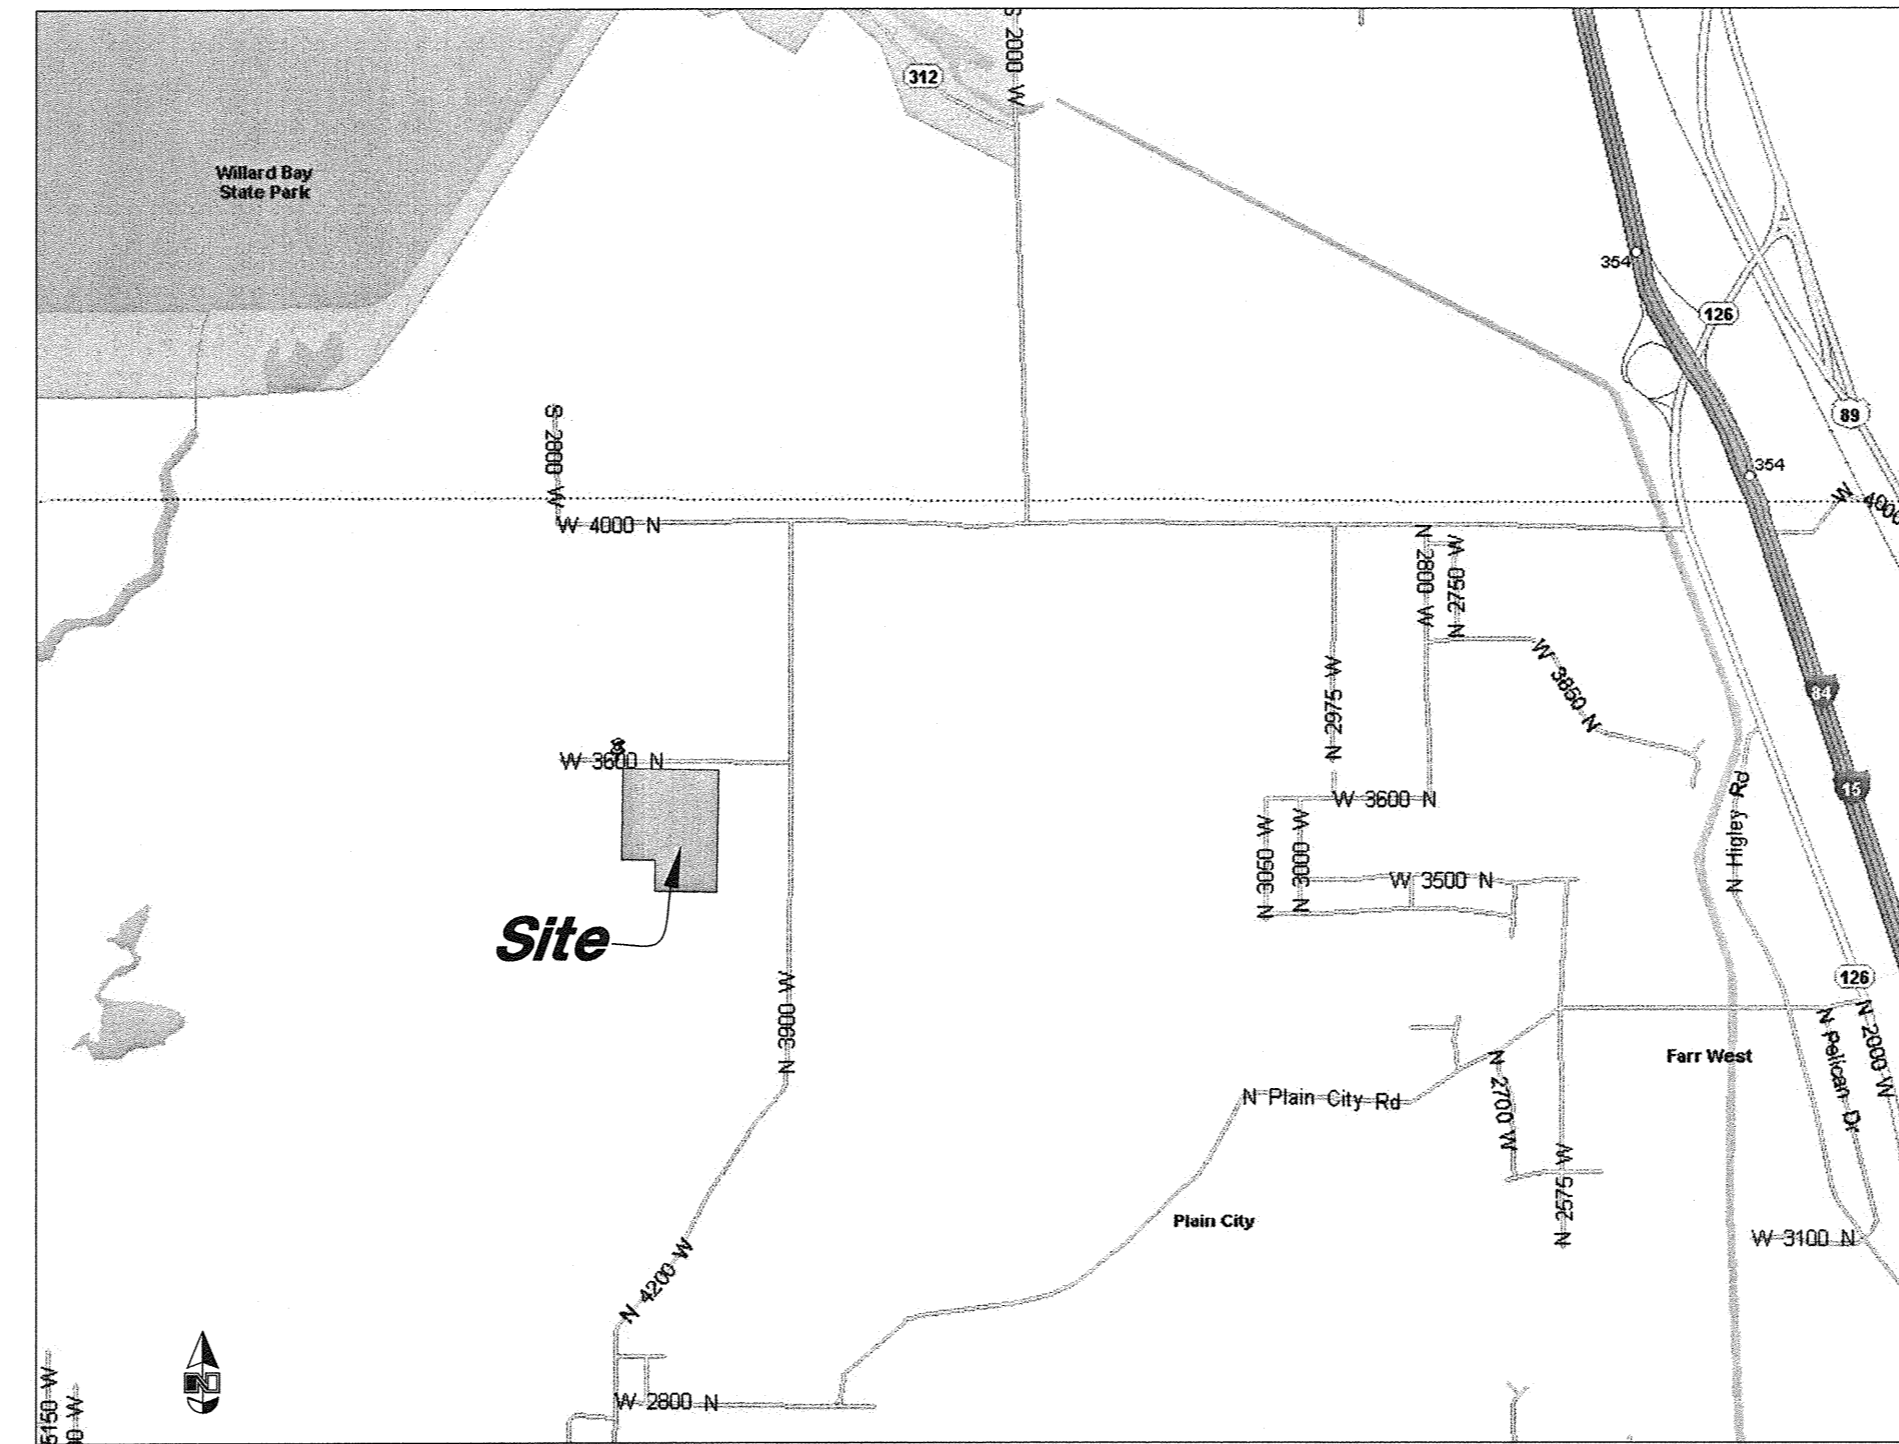 S 2000 W
312
Willard Bay
State Park
354
126
89
S 2800 W
354
W 4000 N
W 4000
N 2800 W
N 2750 W
N 2975 W
W 3850 N
84
15
W 3600 N
W 3600 N
N Higley Rd
N 3050 W
N 3000 W
W 3500 N
Site
N 3900 W
126
N 2000 W
N Pelican Dr
Farr West
N Plain City Rd
N 2700 W
N 2575 W
Plain City
W 3100 N
N 4200 W
N
W 2800 N
5150 W
0 W